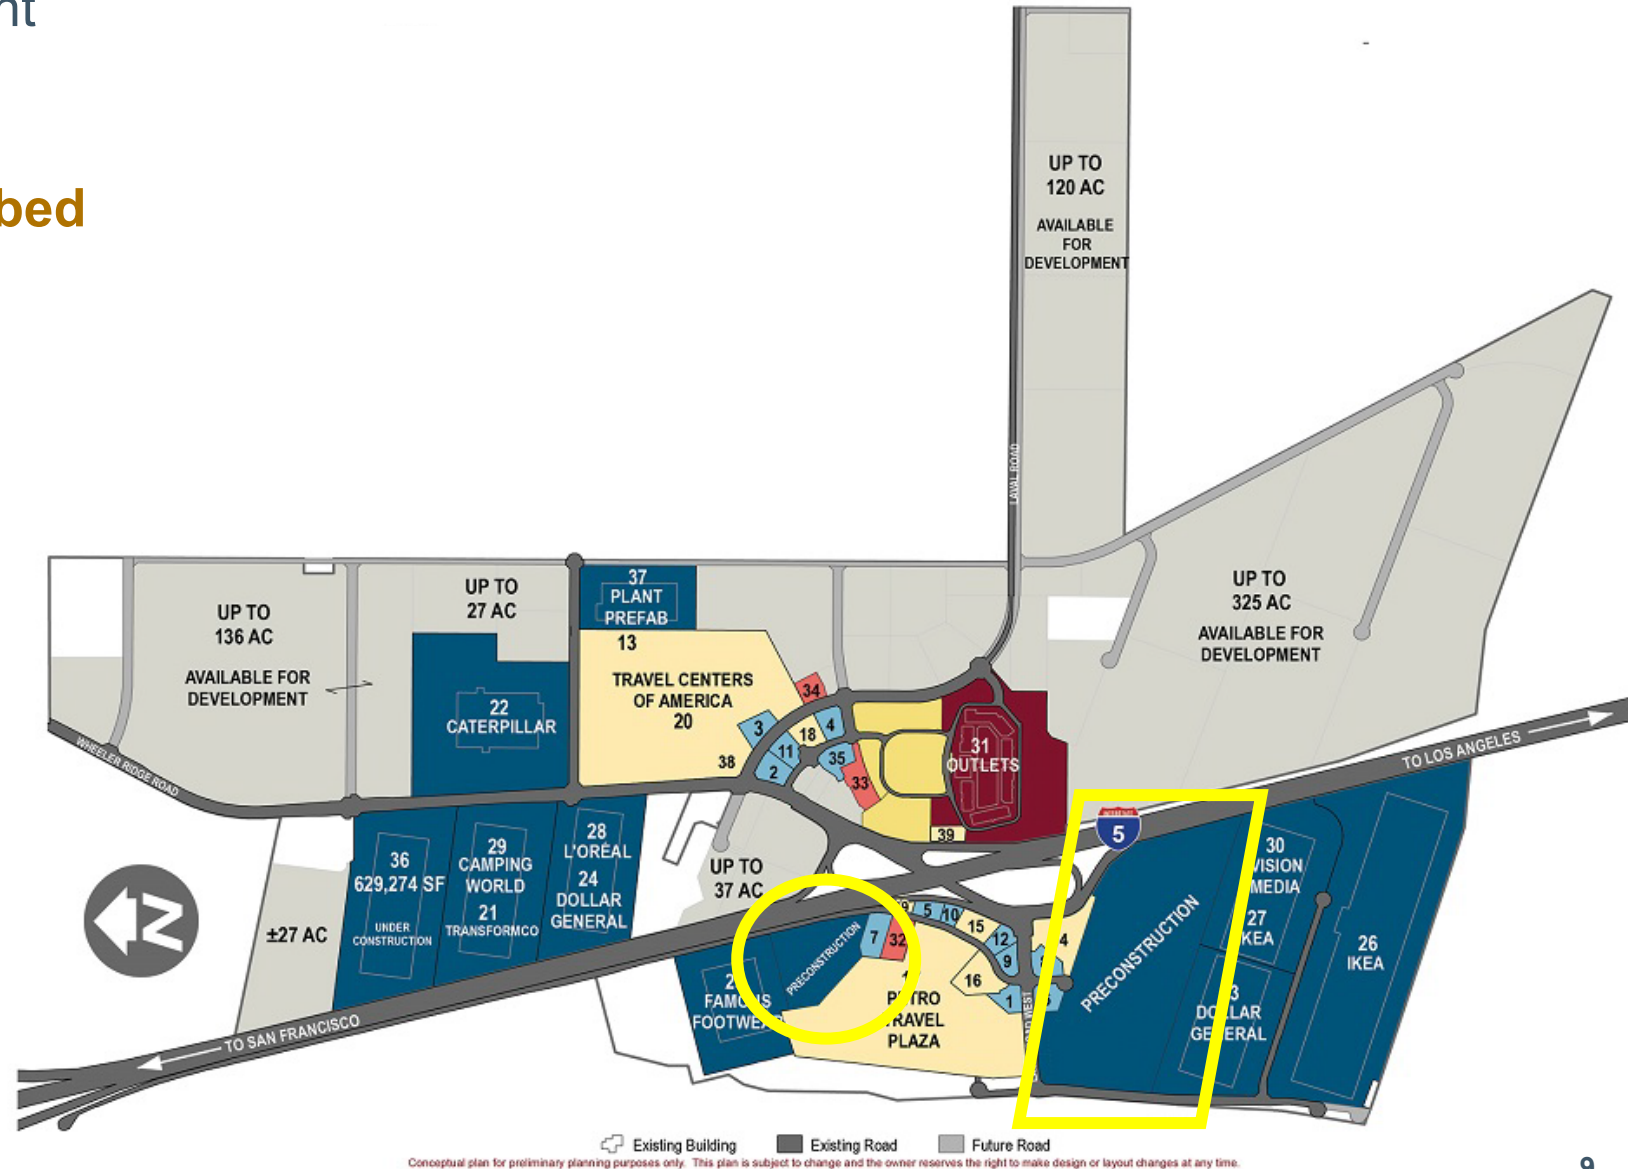 nt
bed
UP TO
120 AC
AVAILABLE
FOR
DEVELOPMENT
LAVAL ROAD
UP TO
136 AC
AVAILABLE FOR
DEVELOPMENT
UP TO
27 AC
37
PLANT
PREFAB
13
TRAVEL CENTERS
OF AMERICA
20
38
22
CATERPILLAR
34
3
18
4
11
2
35
33
31
OUTLETS
39
UP TO
325 AC
AVAILABLE FOR
DEVELOPMENT
WHEELER RIDGE ROAD
TO LOS ANGELES
5
36
629,274 SF
UNDER
CONSTRUCTION
29
CAMPING
WORLD
21
TRANSFORMCO
28
L'ORÉAL
24
DOLLAR
GENERAL
UP TO
37 AC
±27 AC
N
TO SAN FRANCISCO
FAMOUS
FOOTWEAR
PRECONSTRUCTION
7
32
5
10
15
12
9
16
1
4
PETRO
TRAVEL
PLAZA
PRECONSTRUCTION
30
VISION
MEDIA
27
IKEA
DOLLAR
GENERAL
26
IKEA
Existing Building
Existing Road
Future Road
Conceptual plan for preliminary planning purposes only. This plan is subject to change and the owner reserves the right to make design or layout changes at any time.
9